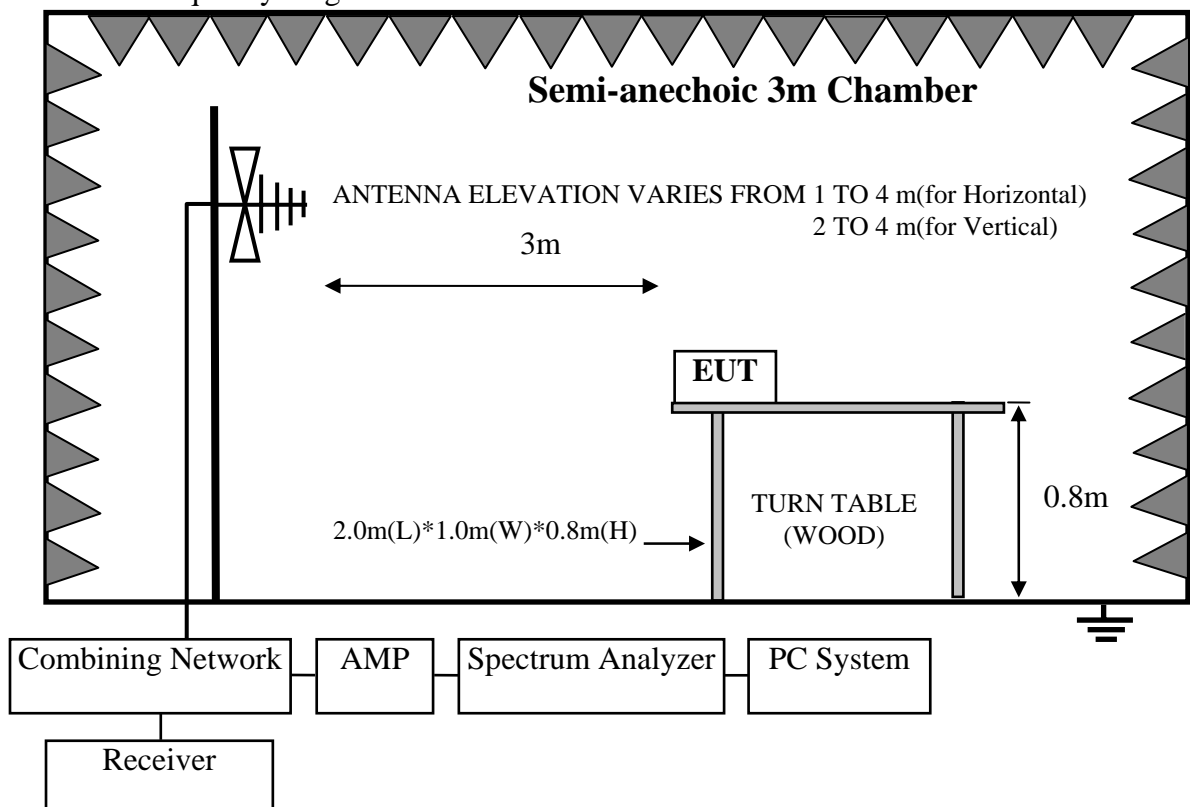 Semi-anechoic 3m Chamber
ANTENNA ELEVATION VARIES FROM 1 TO 4 m(for Horizontal)
2 TO 4 m(for Vertical)
3m
EUT
0.8m
TURN TABLE
(WOOD)
2.0m(L)*1.0m(W)*0.8m(H)
Combining Network
AMP
Spectrum Analyzer
PC System
Receiver